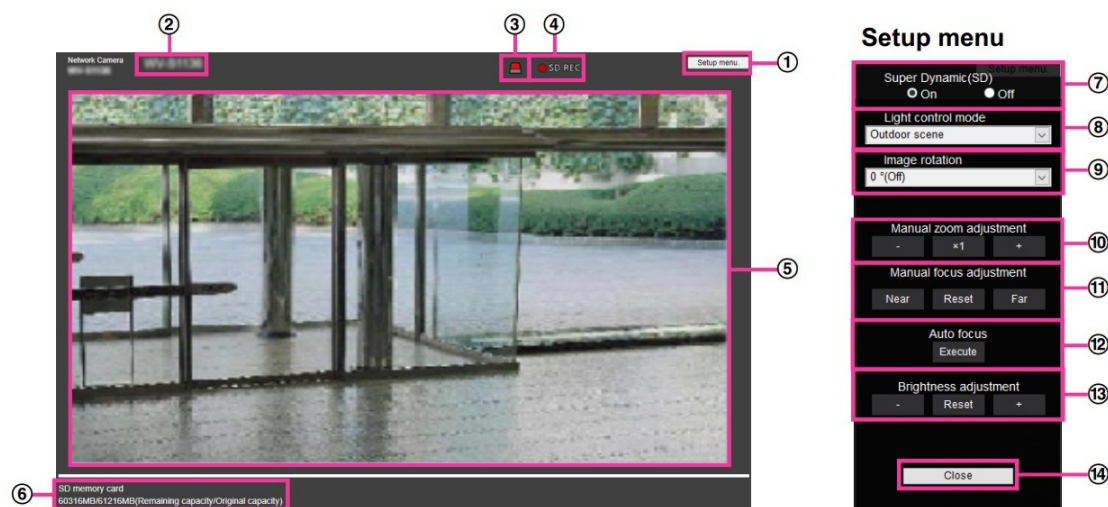 Setup menu
② ③ ④
Network Camera
SD REC
Setup menu.
①
⑤
SD memory card
60316MB/61216MB(Remaining capacity/Original capacity)
⑥
Setup menu.
Super Dynamic(SD)
On Off
⑦
Light control mode
Outdoor scene
⑧
Image rotation
0 °(Off)
⑨
Manual zoom adjustment
- ×1 +
⑩
Manual focus adjustment
Near Reset Far
⑪
Auto focus
Execute
⑫
Brightness adjustment
- Reset +
⑬
Close
⑭